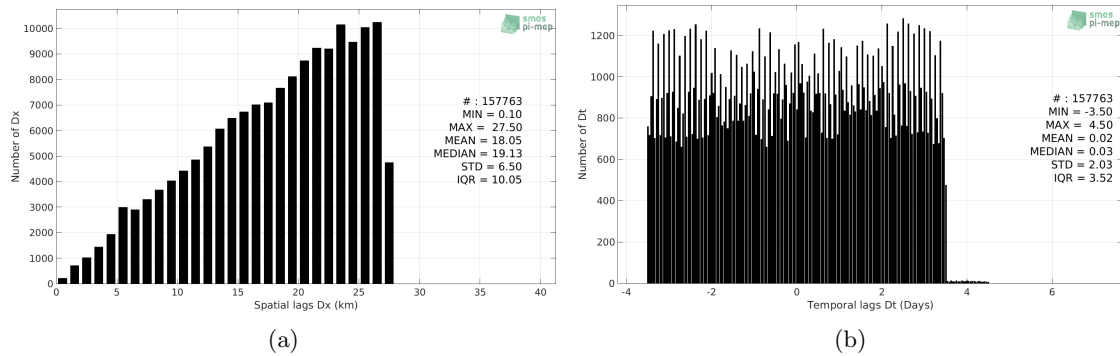 smos
pi-mep
10000
9000
8000
7000
6000
5000
4000
3000
2000
1000
0
Number of Dx
# : 157763
MIN = 0.10
MAX = 27.50
MEAN = 18.05
MEDIAN = 19.13
STD = 6.50
IQR = 10.05
0 5 10 15 20 25 30 35 40
Spatial lags Dx (km)
(a)
smos
pi-mep
1200
1000
800
600
400
200
0
Number of Dt
# : 157763
MIN = -3.50
MAX = 4.50
MEAN = 0.02
MEDIAN = 0.03
STD = 2.03
IQR = 3.52
-4 -2 0 2 4 6
Temporal lags Dt (Days)
(b)